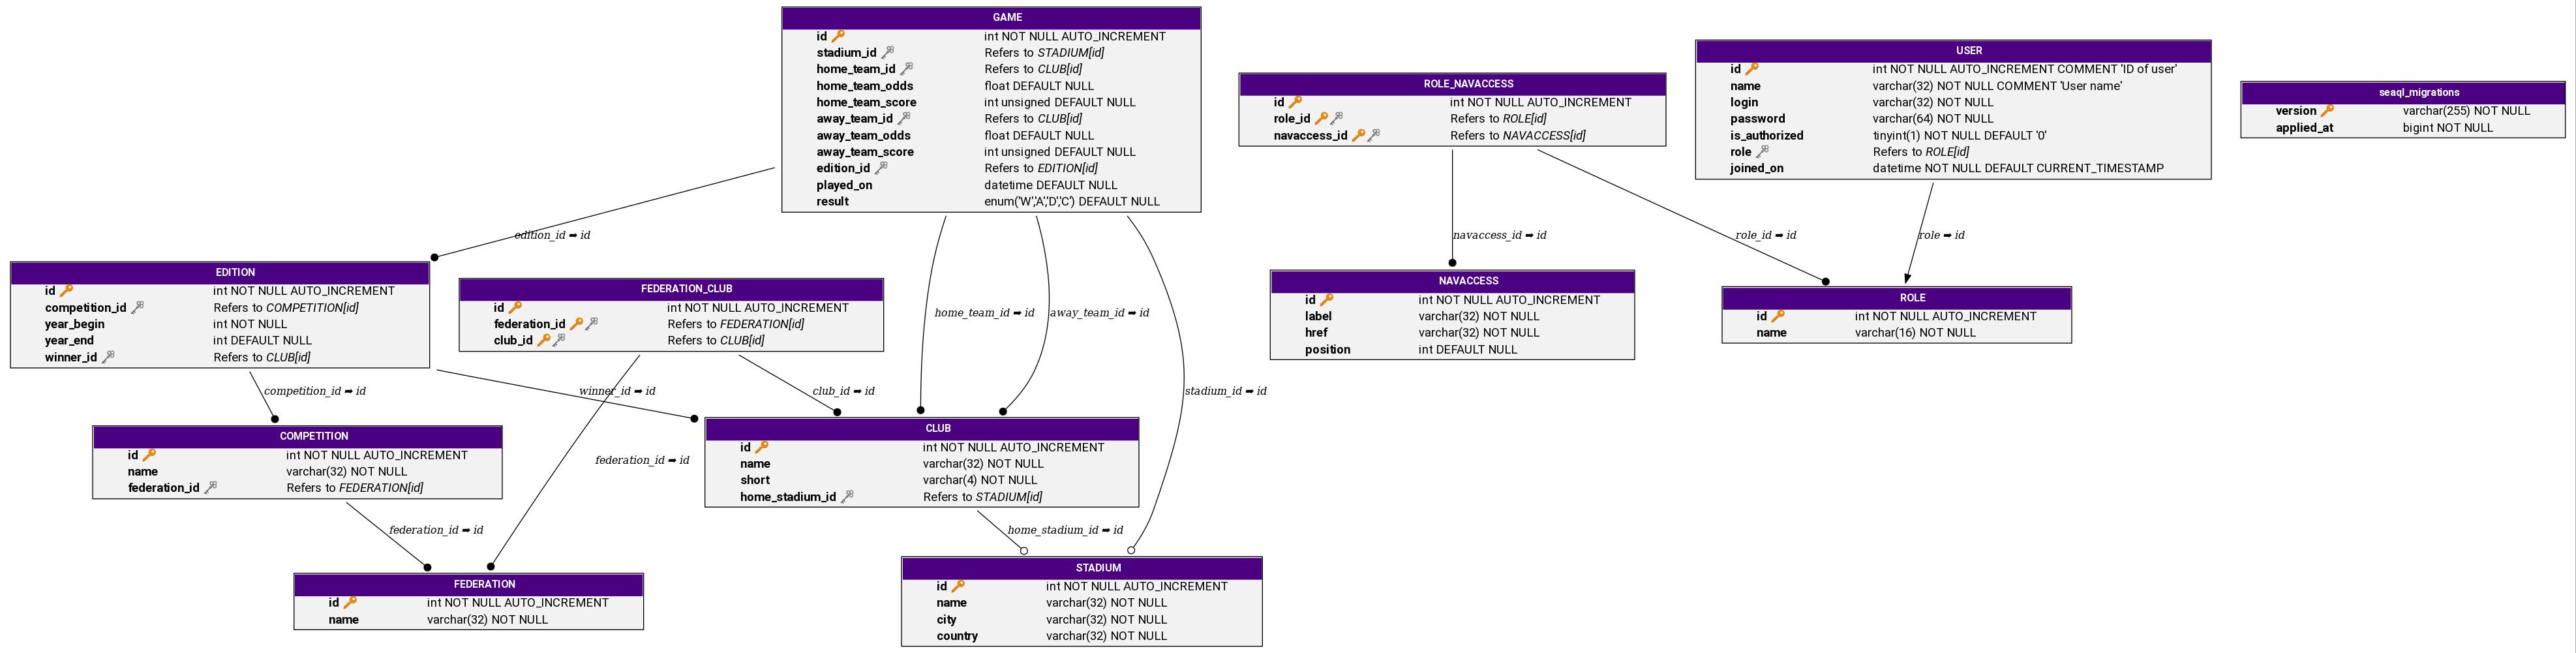 GAME
id int NOT NULL AUTO_INCREMENT
stadium_id Refers to STADIUM[id]
home_team_id Refers to CLUB[id]
home_team_odds float DEFAULT NULL
home_team_score int unsigned DEFAULT NULL
away_team_id Refers to CLUB[id]
away_team_odds float DEFAULT NULL
away_team_score int unsigned DEFAULT NULL
edition_id Refers to EDITION[id]
played_on datetime DEFAULT NULL
result enum('W','A','D','C') DEFAULT NULL
ROLE_NAVACCESS
id int NOT NULL AUTO_INCREMENT
role_id Refers to ROLE[id]
navaccess_id Refers to NAVACCESS[id]
USER
id int NOT NULL AUTO_INCREMENT COMMENT 'ID of user'
name varchar(32) NOT NULL COMMENT 'User name'
login varchar(32) NOT NULL
password varchar(64) NOT NULL
is_authorized tinyint(1) NOT NULL DEFAULT '0'
role Refers to ROLE[id]
joined_on datetime NOT NULL DEFAULT CURRENT_TIMESTAMP
seaql_migrations
version varchar(255) NOT NULL
applied_at bigint NOT NULL
edition_id ➡ id
navaccess_id ➡ id
role_id ➡ id
role ➡ id
EDITION
id int NOT NULL AUTO_INCREMENT
competition_id Refers to COMPETITION[id]
year_begin int NOT NULL
year_end int DEFAULT NULL
winner_id Refers to CLUB[id]
FEDERATION_CLUB
id int NOT NULL AUTO_INCREMENT
federation_id Refers to FEDERATION[id]
club_id Refers to CLUB[id]
home_team_id ➡ id
away_team_id ➡ id
NAVACCESS
id int NOT NULL AUTO_INCREMENT
label varchar(32) NOT NULL
href varchar(32) NOT NULL
position int DEFAULT NULL
ROLE
id int NOT NULL AUTO_INCREMENT
name varchar(16) NOT NULL
competition_id ➡ id
winner_id ➡ id
club_id ➡ id
stadium_id ➡ id
COMPETITION
id int NOT NULL AUTO_INCREMENT
name varchar(32) NOT NULL
federation_id Refers to FEDERATION[id]
federation_id ➡ id
CLUB
id int NOT NULL AUTO_INCREMENT
name varchar(32) NOT NULL
short varchar(4) NOT NULL
home_stadium_id Refers to STADIUM[id]
federation_id ➡ id
home_stadium_id ➡ id
FEDERATION
id int NOT NULL AUTO_INCREMENT
name varchar(32) NOT NULL
STADIUM
id int NOT NULL AUTO_INCREMENT
name varchar(32) NOT NULL
city varchar(32) NOT NULL
country varchar(32) NOT NULL